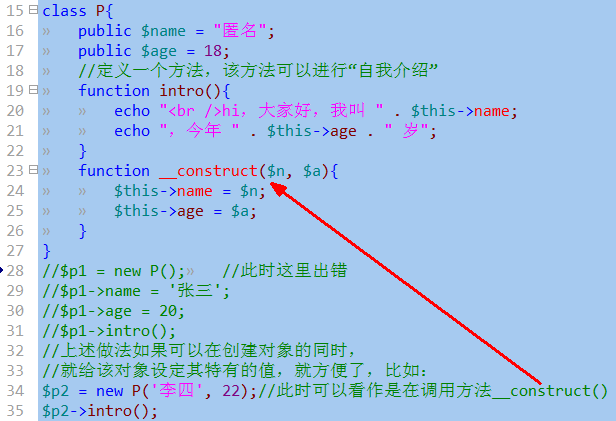 15 class P{
16 » public $name = "匿名";
17 » public $age = 18;
18 » //定义一个方法，该方法可以进行“自我介绍”
19 » function intro(){
20 » » echo "<br />hi，大家好，我叫 " . $this->name;
21 » » echo "，今年 " . $this->age . " 岁";
22 » }
23 » function __construct($n, $a){
24 » » $this->name = $n;
25 » » $this->age = $a;
26 » }
27 }
28 //$p1 = new P();» //此时这里出错
29 //$p1->name = '张三';
30 //$p1->age = 20;
31 //$p1->intro();
32 //上述做法如果可以在创建对象的同时，
33 //就给该对象设定其特有的值，就方便了，比如：
34 $p2 = new P('李四', 22);//此时可以看作是在调用方法__construct()
35 $p2->intro();